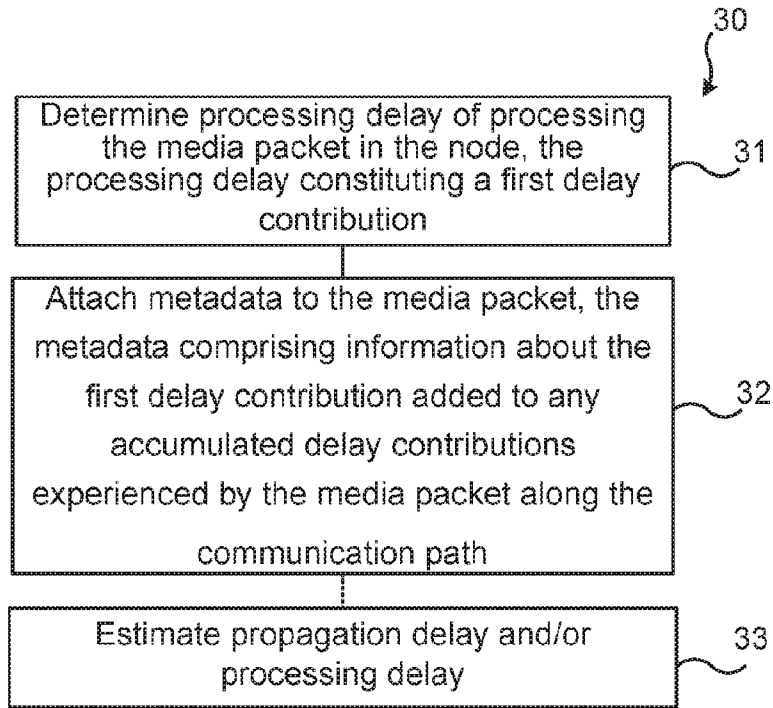 30
Determine processing delay of processing
the media packet in the node, the
processing delay constituting a first delay
contribution
31
Attach metadata to the media packet, the
metadata comprising information about the
first delay contribution added to any
accumulated delay contributions
experienced by the media packet along the
communication path
32
Estimate propagation delay and/or
processing delay
33